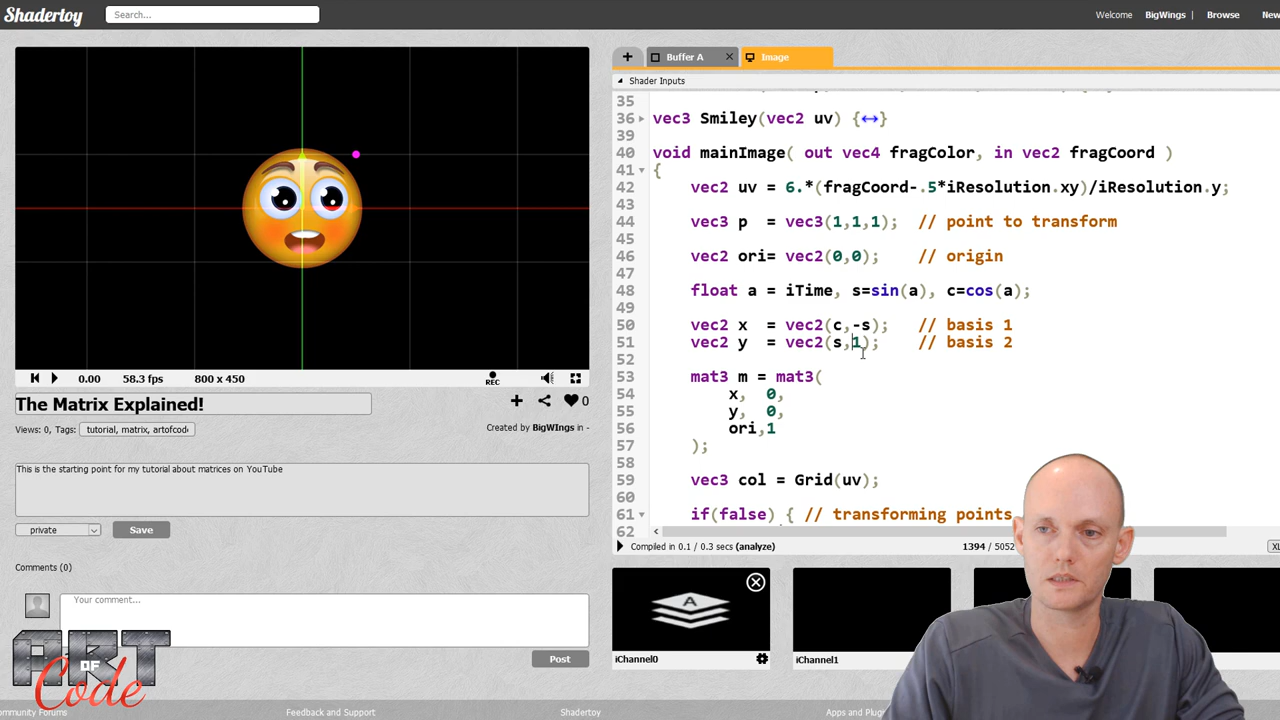 Shadertoy
Search...
Welcome BigWings | Browse New
+ Buffer A × Image
Shader Inputs
35
36 vec3 Smiley(vec2 uv) {↔}
39
40 void mainImage( out vec4 fragColor, in vec2 fragCoord )
41 {
42 vec2 uv = 6.*(fragCoord-.5*iResolution.xy)/iResolution.y;
43
44 vec3 p = vec3(1,1,1); // point to transform
45
46 vec2 ori= vec2(0,0); // origin
47
48 float a = iTime, s=sin(a), c=cos(a);
49
50 vec2 x = vec2(c,-s); // basis 1
51 vec2 y = vec2(s,1); // basis 2
52
53 mat3 m = mat3(
54 x, 0,
55 y, 0,
56 ori,1
57 );
58
59 vec3 col = Grid(uv);
60
61 if(false) { // transforming points
62
0.00 58.3 fps 800 x 450
REC
The Matrix Explained!
0
Views: 0, Tags: tutorial, matrix, artofcode
Created by BigWIngs in -
This is the starting point for my tutorial about matrices on YouTube
private Save
Compiled in 0.1 / 0.3 secs (analyze) 1394 / 5052
Comments (0)
Your comment...
Post
A
iChannel0 iChannel1
ART
OF
Code
ommunity Forums Feedback and Support Shadertoy Apps and Plug